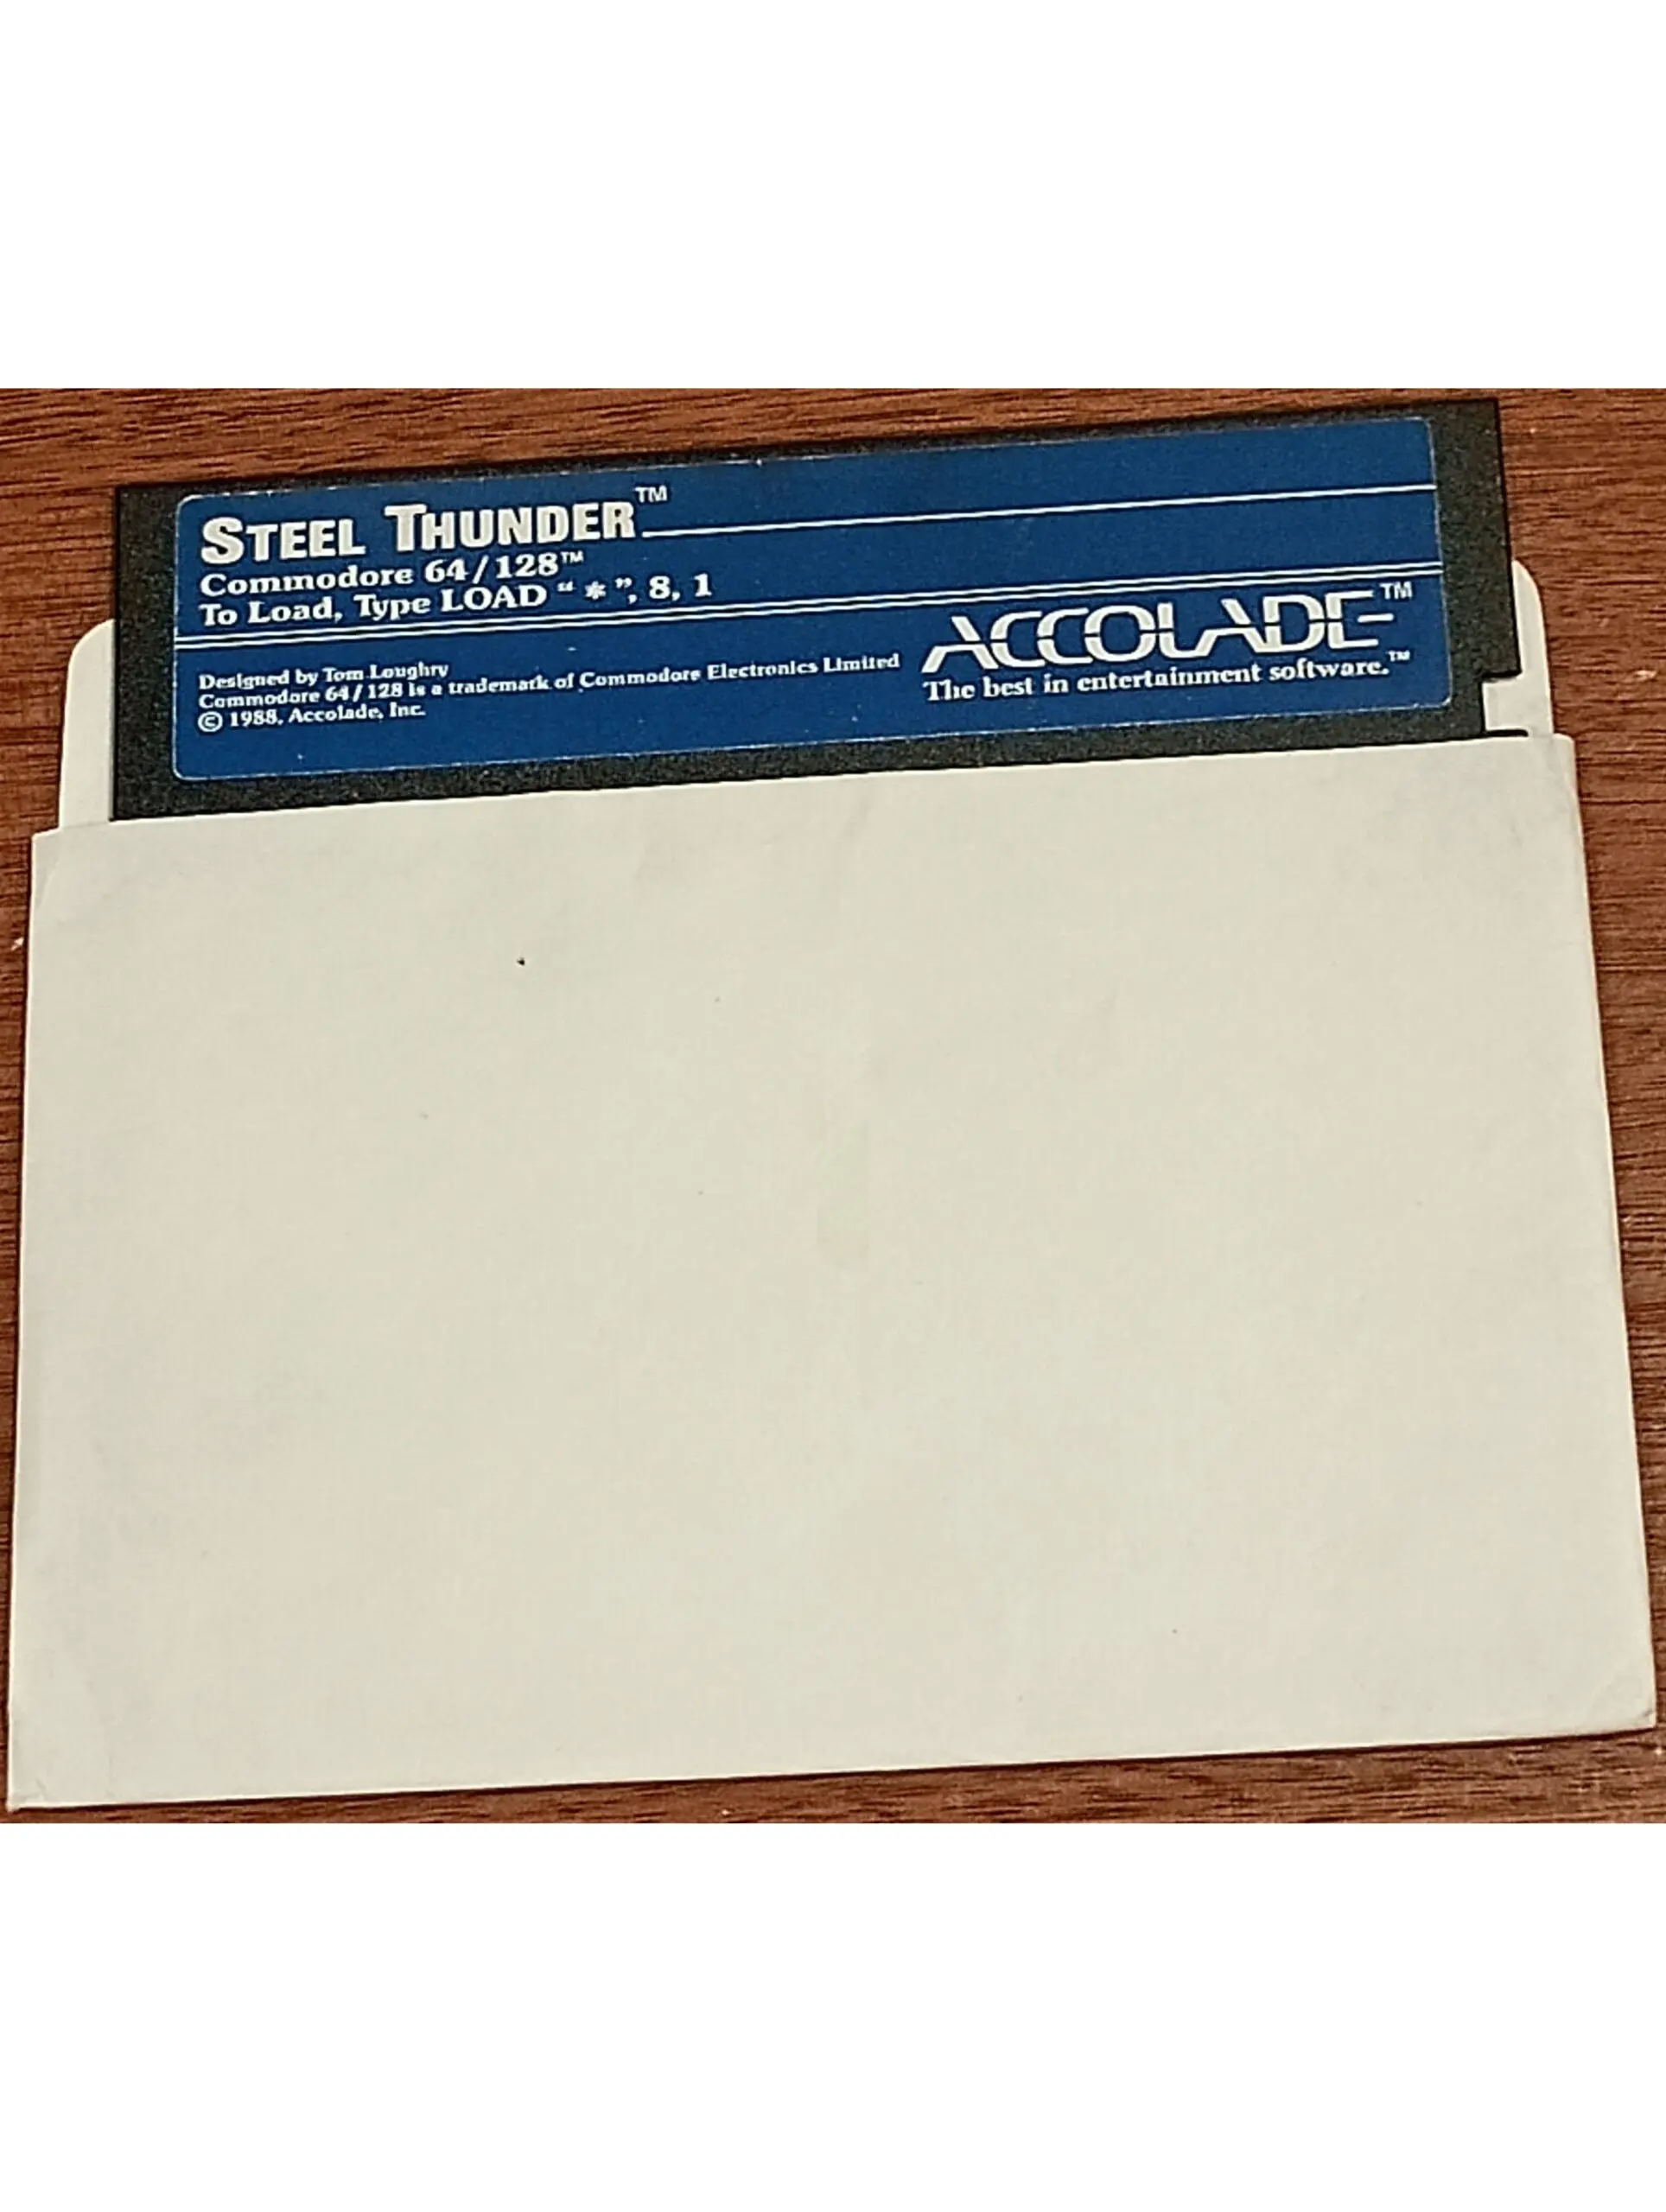 STEEL THUNDER™
Commodore 64/128™
To Load, Type LOAD “ * ”, 8, 1
Designed by Tom Loughry
Commodore 64/128 is a trademark of Commodore Electronics Limited
© 1988, Accolade, Inc.
ACCOLADE™
The best in entertainment software.™